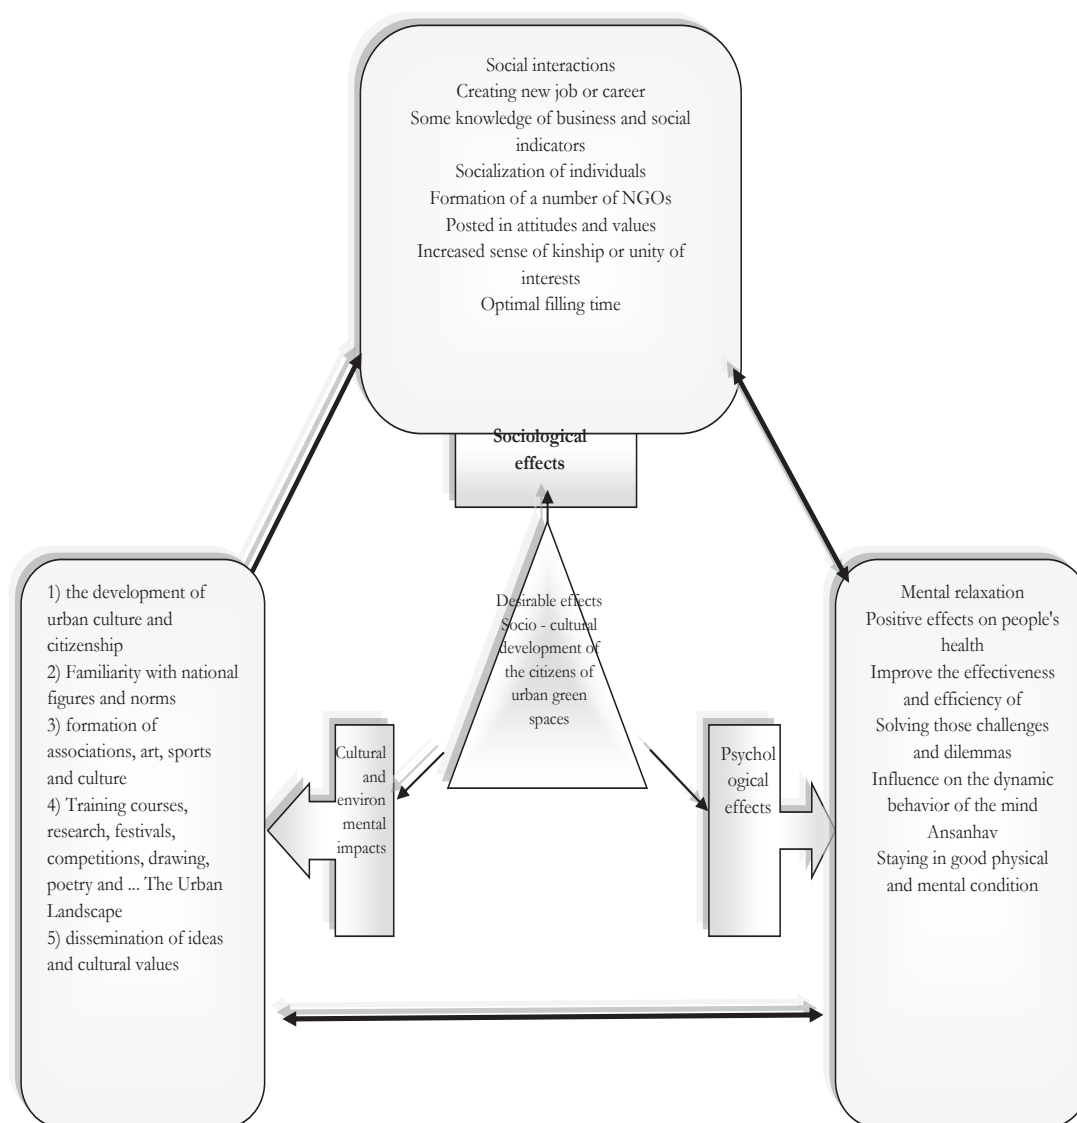 Social interactions
Creating new job or career
Some knowledge of business and social
indicators
Socialization of individuals
Formation of a number of NGOs
Posted in attitudes and values
Increased sense of kinship or unity of
interests
Optimal filling time
Sociological
effects
Desirable effects
Socio - cultural
development of
the citizens of
urban green
spaces
1) the development of
urban culture and
citizenship
2) Familiarity with national
figures and norms
3) formation of
associations, art, sports
and culture
4) Training courses,
research, festivals,
competitions, drawing,
poetry and ... The Urban
Landscape
5) dissemination of ideas
and cultural values
Cultural
and
environ
mental
impacts
Psychol
ogical
effects
Mental relaxation
Positive effects on people's
health
Improve the effectiveness
and efficiency of
Solving those challenges
and dilemmas
Influence on the dynamic
behavior of the mind
Ansanhav
Staying in good physical
and mental condition